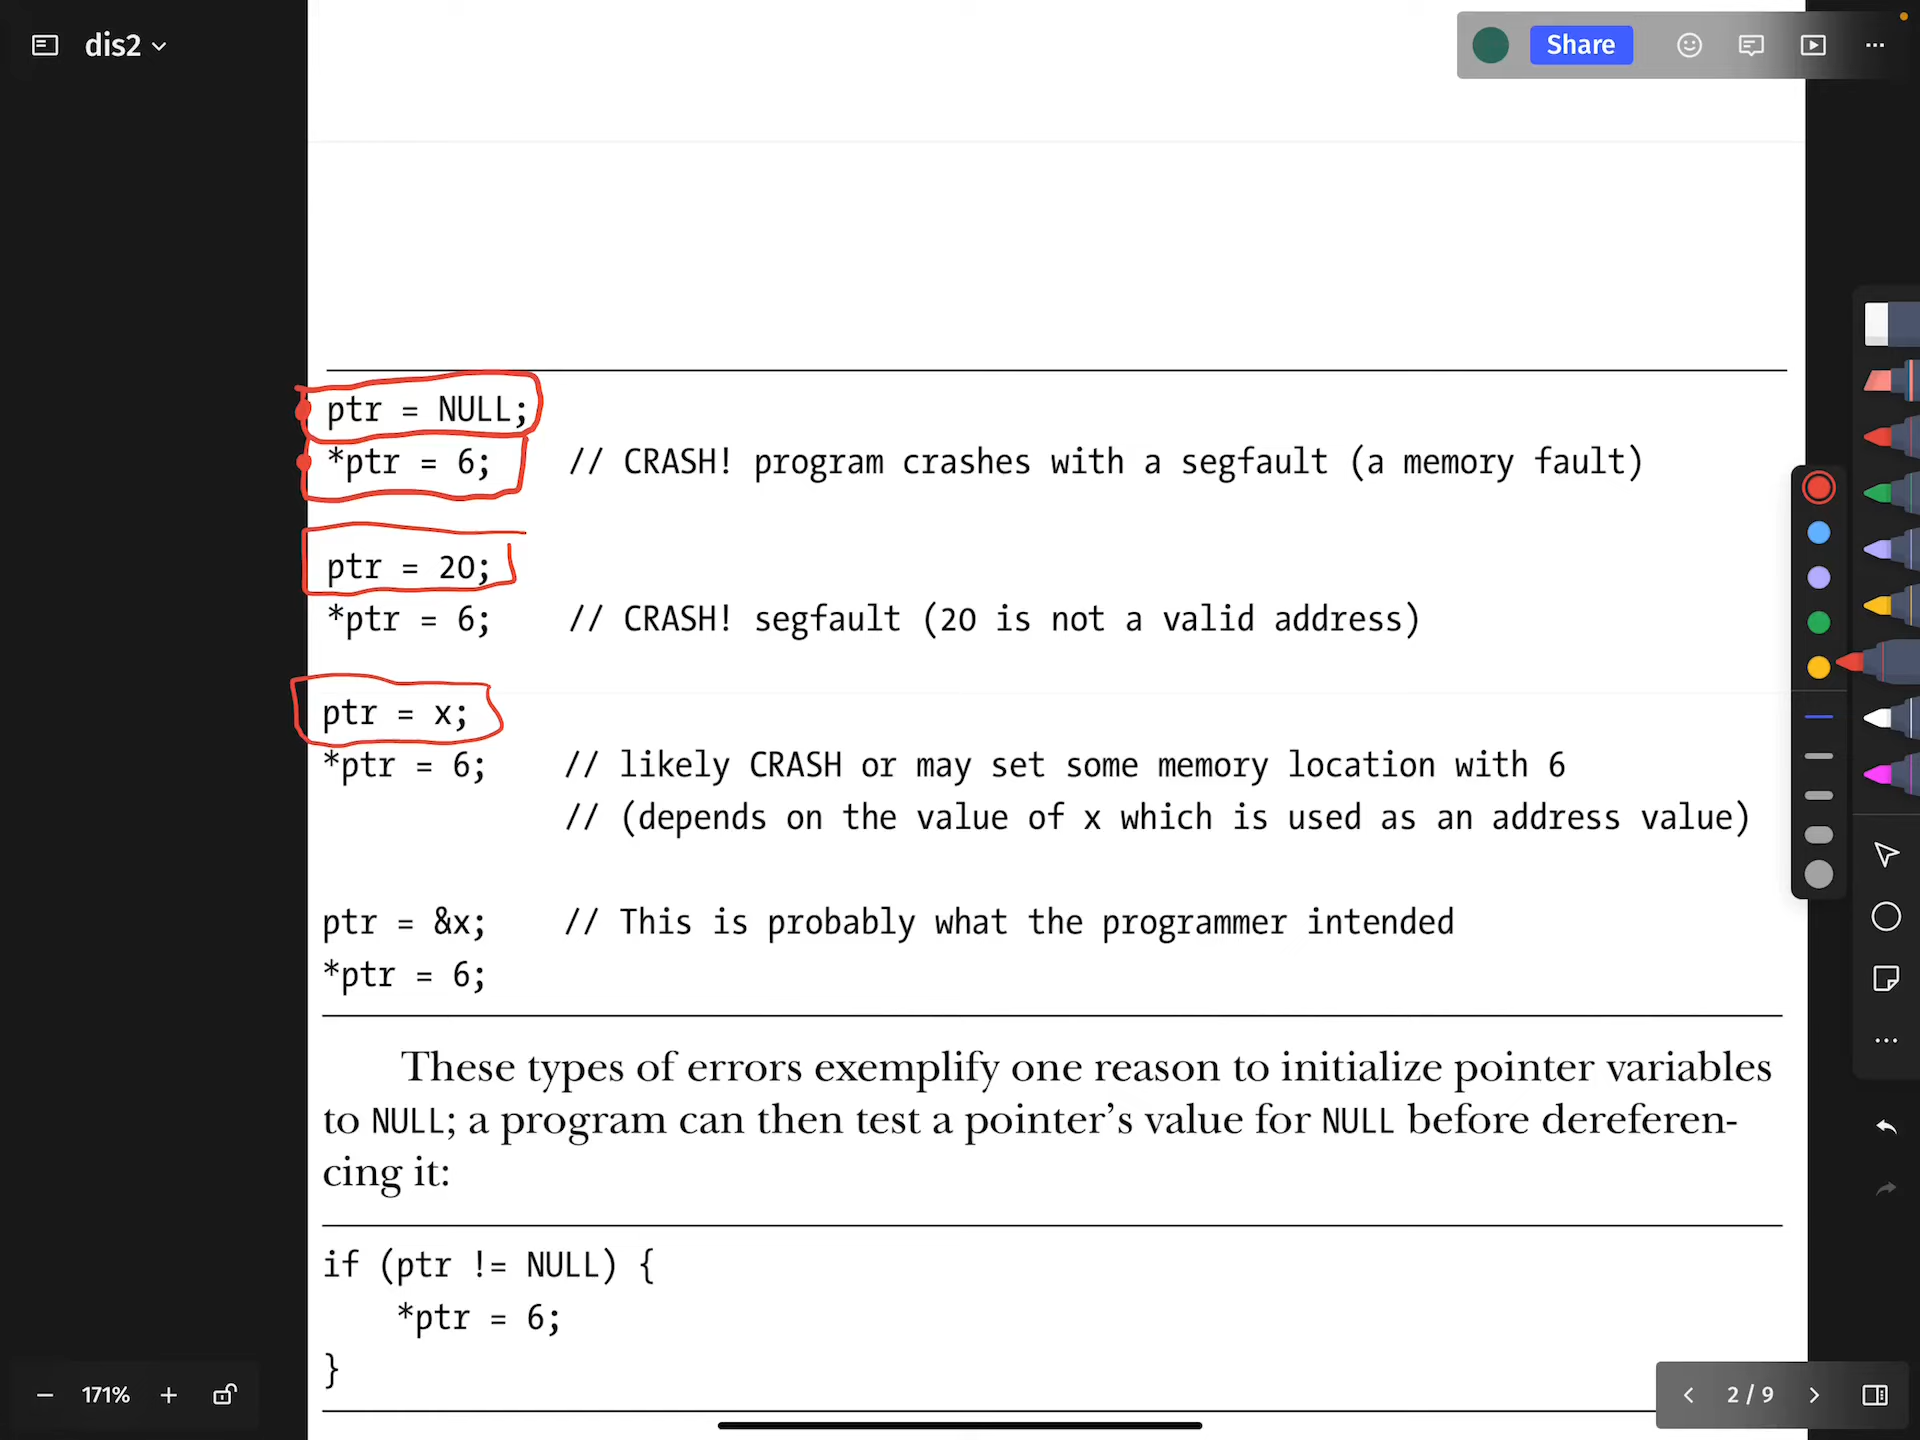 dis2
Share
ptr = NULL;
*ptr = 6;    // CRASH! program crashes with a segfault (a memory fault)
ptr = 20;
*ptr = 6;    // CRASH! segfault (20 is not a valid address)
ptr = x;
*ptr = 6;    // likely CRASH or may set some memory location with 6
// (depends on the value of x which is used as an address value)
ptr = &x;    // This is probably what the programmer intended
*ptr = 6;
These types of errors exemplify one reason to initialize pointer variables
to NULL; a program can then test a pointer’s value for NULL before dereferen-
cing it:
if (ptr != NULL) {
    *ptr = 6;
}
171%
2 / 9